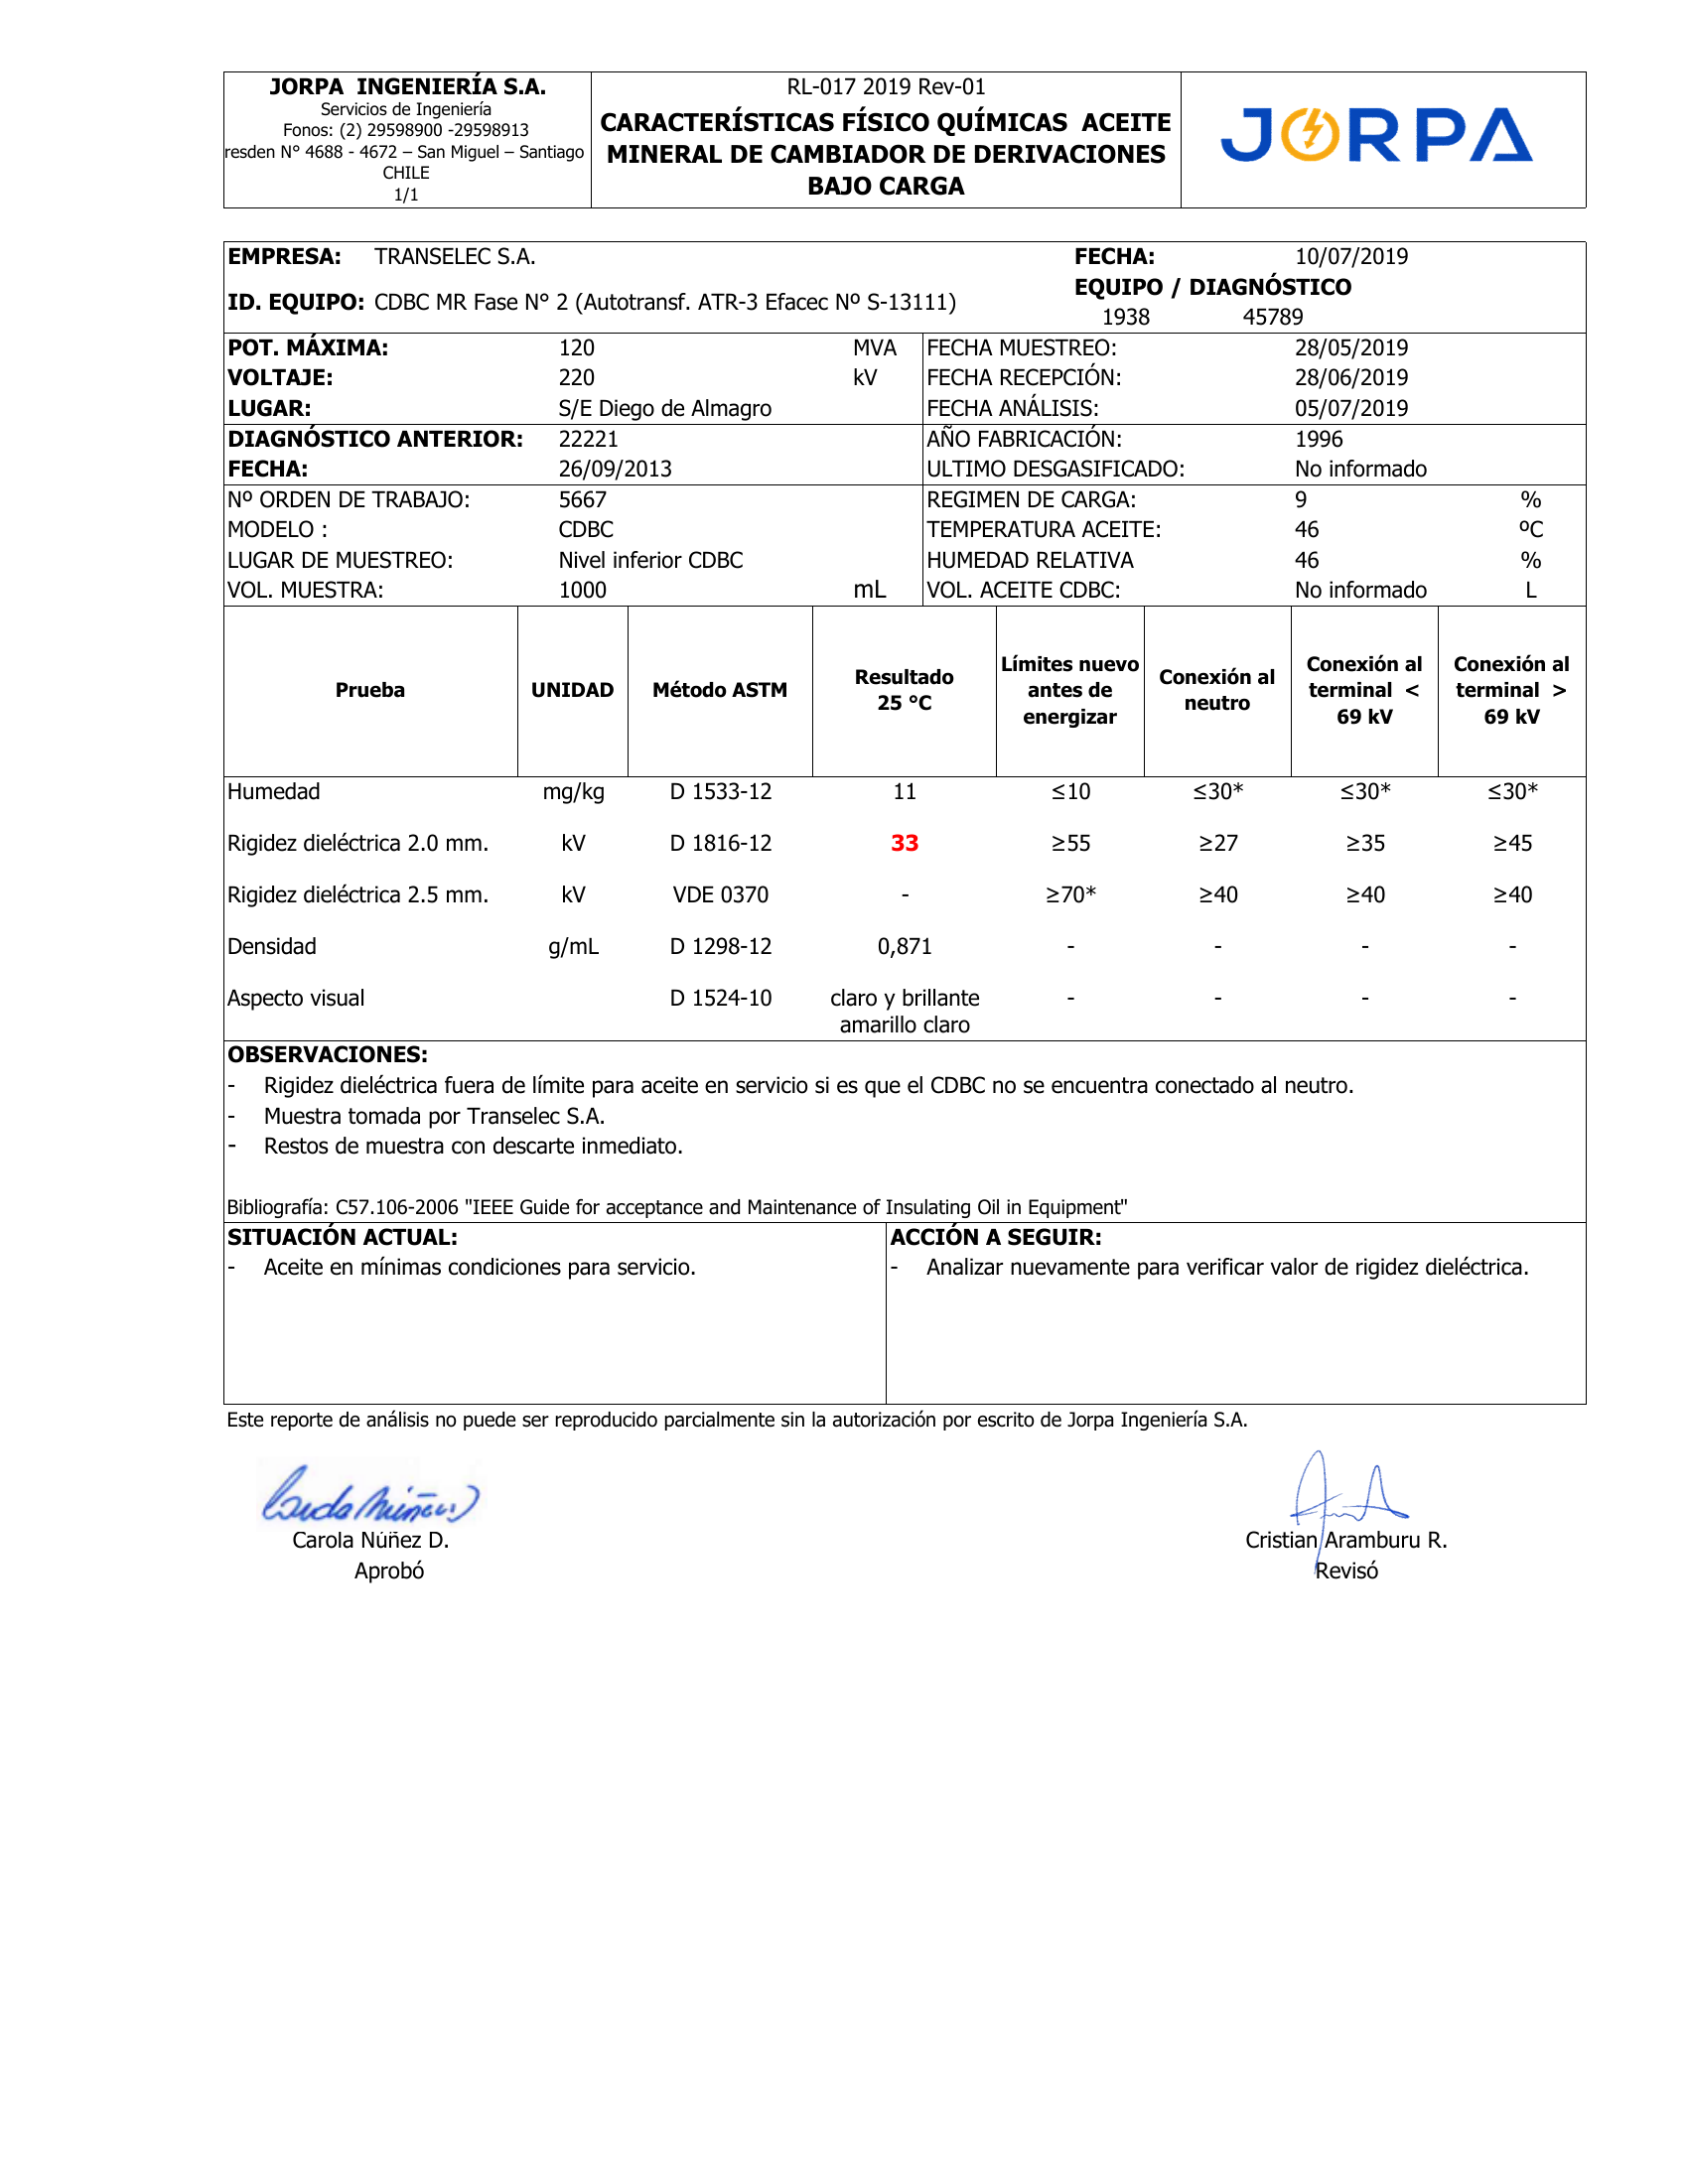 JORPA  INGENIERÍA S.A.
Servicios de Ingeniería
Fonos: (2) 29598900 -29598913
resden N° 4688 - 4672 – San Miguel – Santiago
CHILE
1/1
RL-017 2019 Rev-01
CARACTERÍSTICAS FÍSICO QUÍMICAS  ACEITE
MINERAL DE CAMBIADOR DE DERIVACIONES
BAJO CARGA
JORPA
EMPRESA: TRANSELEC S.A. FECHA: 10/07/2019
EQUIPO / DIAGNÓSTICO
ID. EQUIPO: CDBC MR Fase N° 2 (Autotransf. ATR-3 Efacec Nº S-13111)
1938 45789
POT. MÁXIMA: 120 MVA FECHA MUESTREO: 28/05/2019
VOLTAJE: 220 kV FECHA RECEPCIÓN: 28/06/2019
LUGAR: S/E Diego de Almagro FECHA ANÁLISIS: 05/07/2019
DIAGNÓSTICO ANTERIOR: 22221 AÑO FABRICACIÓN: 1996
FECHA: 26/09/2013 ULTIMO DESGASIFICADO: No informado
Nº ORDEN DE TRABAJO: 5667 REGIMEN DE CARGA: 9 %
MODELO : CDBC TEMPERATURA ACEITE: 46 ºC
LUGAR DE MUESTREO: Nivel inferior CDBC HUMEDAD RELATIVA 46 %
VOL. MUESTRA: 1000 mL VOL. ACEITE CDBC: No informado L
Prueba
UNIDAD
Método ASTM
Resultado
25 °C
Límites nuevo
antes de
energizar
Conexión al
neutro
Conexión al
terminal  <
69 kV
Conexión al
terminal  >
69 kV
Humedad mg/kg D 1533-12 11 ≤10 ≤30* ≤30* ≤30*
Rigidez dieléctrica 2.0 mm. kV D 1816-12 33 ≥55 ≥27 ≥35 ≥45
Rigidez dieléctrica 2.5 mm. kV VDE 0370 - ≥70* ≥40 ≥40 ≥40
Densidad g/mL D 1298-12 0,871 - - - -
Aspecto visual D 1524-10 claro y brillante - - - -
amarillo claro
OBSERVACIONES:
- Rigidez dieléctrica fuera de límite para aceite en servicio si es que el CDBC no se encuentra conectado al neutro.
- Muestra tomada por Transelec S.A.
- Restos de muestra con descarte inmediato.
Bibliografía: C57.106-2006 "IEEE Guide for acceptance and Maintenance of Insulating Oil in Equipment"
SITUACIÓN ACTUAL:
- Aceite en mínimas condiciones para servicio.
ACCIÓN A SEGUIR:
- Analizar nuevamente para verificar valor de rigidez dieléctrica.
Este reporte de análisis no puede ser reproducido parcialmente sin la autorización por escrito de Jorpa Ingeniería S.A.
Carola Núñez D.
Aprobó
Cristian Aramburu R.
Revisó